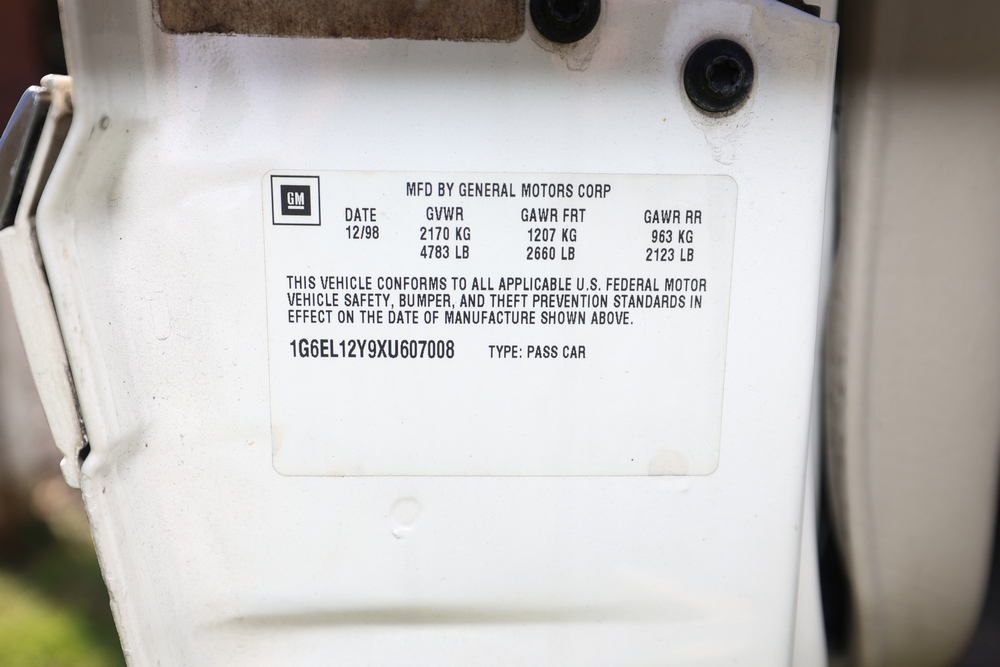 GM
MFD BY GENERAL MOTORS CORP
DATE GVWR GAWR FRT GAWR RR
12/98 2170 KG 1207 KG 963 KG
4783 LB 2660 LB 2123 LB
THIS VEHICLE CONFORMS TO ALL APPLICABLE U.S. FEDERAL MOTOR
VEHICLE SAFETY, BUMPER, AND THEFT PREVENTION STANDARDS IN
EFFECT ON THE DATE OF MANUFACTURE SHOWN ABOVE.
1G6EL12Y9XU607008 TYPE: PASS CAR